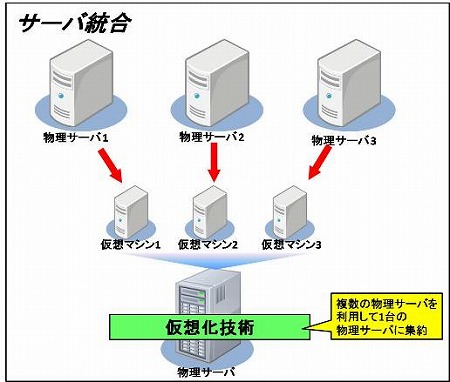 サーバ統合
物理サーバ1
物理サーバ2
物理サーバ3
仮想マシン1
仮想マシン2
仮想マシン3
仮想化技術
複数の物理サーバを
利用して1台の
物理サーバに集約
物理サーバ